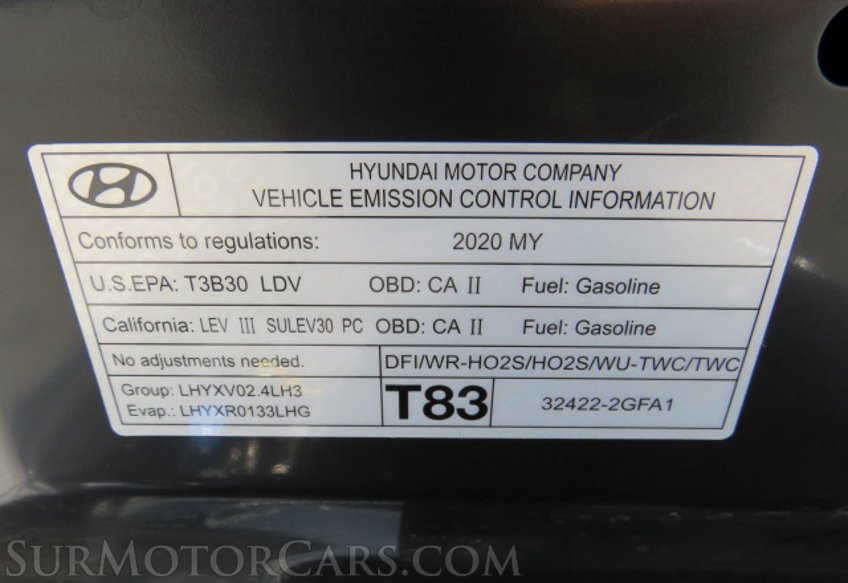 HYUNDAI MOTOR COMPANY
VEHICLE EMISSION CONTROL INFORMATION
Conforms to regulations: 2020 MY
U.S.EPA: T3B30 LDV OBD: CA II Fuel: Gasoline
California: LEV III SULEV30 PC OBD: CA II Fuel: Gasoline
No adjustments needed. DFI/WR-HO2S/HO2S/WU-TWC/TWC
Group: LHYXV02.4LH3
Evap.: LHYXR0133LHG
T83 32422-2GFA1
SurMotorCars.com